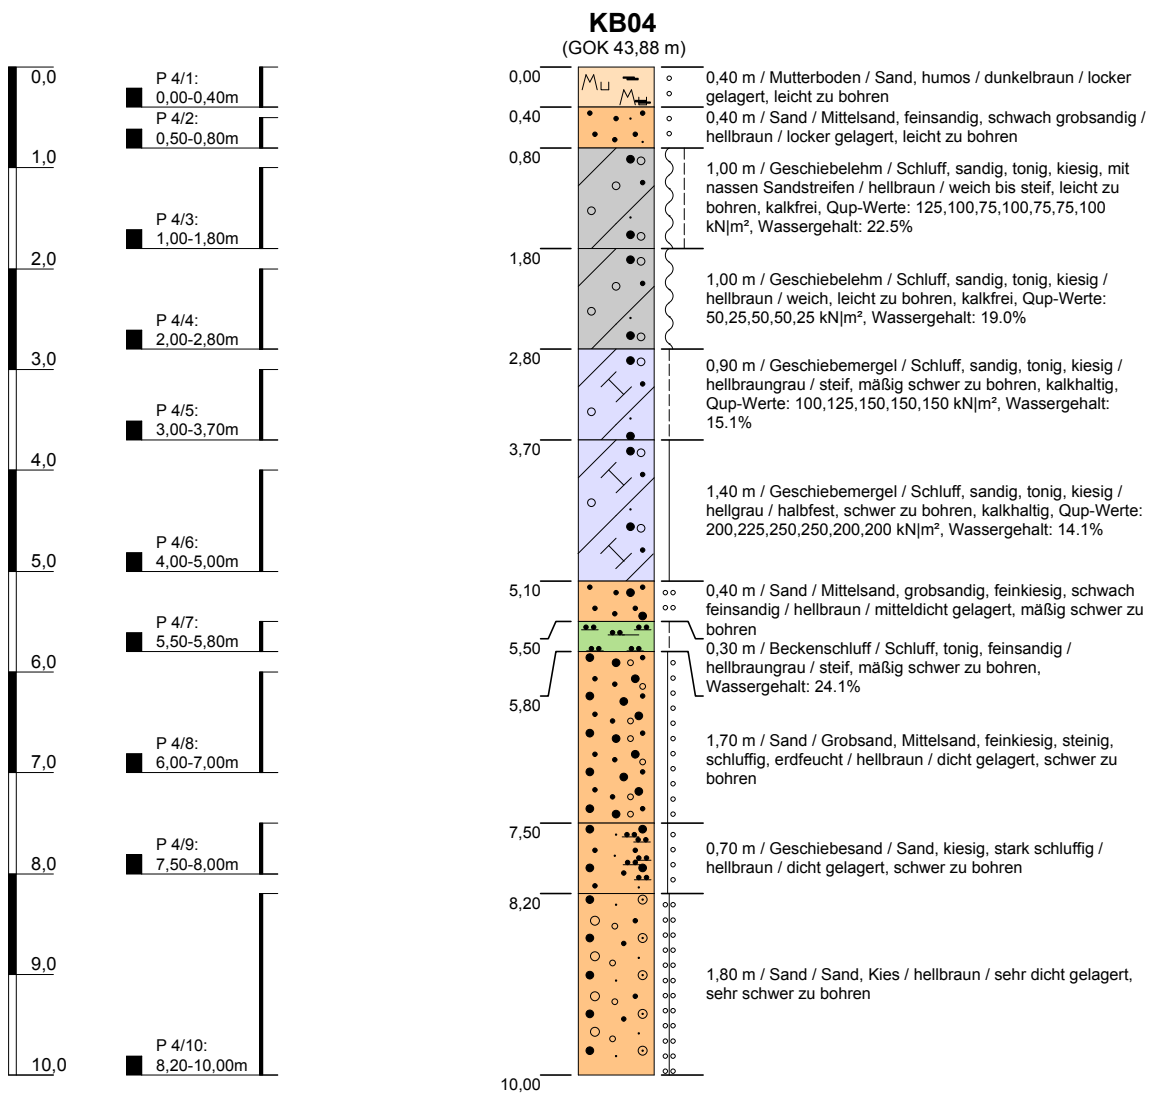 KB04
(GOK 43,88 m)
0,0
1,0
2,0
3,0
4,0
5,0
6,0
7,0
8,0
9,0
10,0
P 4/1:
0,00-0,40m
P 4/2:
0,50-0,80m
P 4/3:
1,00-1,80m
P 4/4:
2,00-2,80m
P 4/5:
3,00-3,70m
P 4/6:
4,00-5,00m
P 4/7:
5,50-5,80m
P 4/8:
6,00-7,00m
P 4/9:
7,50-8,00m
P 4/10:
8,20-10,00m
0,00
0,40
0,80
1,80
2,80
3,70
5,10
5,50
5,80
7,50
8,20
10,00
0,40 m / Mutterboden / Sand, humos / dunkelbraun / locker
gelagert, leicht zu bohren
0,40 m / Sand / Mittelsand, feinsandig, schwach grobsandig /
hellbraun / locker gelagert, leicht zu bohren
1,00 m / Geschiebelehm / Schluff, sandig, tonig, kiesig, mit
nassen Sandstreifen / hellbraun / weich bis steif, leicht zu
bohren, kalkfrei, Qup-Werte: 125,100,75,100,75,75,100
kN|m², Wassergehalt: 22.5%
1,00 m / Geschiebelehm / Schluff, sandig, tonig, kiesig /
hellbraun / weich, leicht zu bohren, kalkfrei, Qup-Werte:
50,25,50,50,25 kN|m², Wassergehalt: 19.0%
0,90 m / Geschiebemergel / Schluff, sandig, tonig, kiesig /
hellbraungrau / steif, mäßig schwer zu bohren, kalkhaltig,
Qup-Werte: 100,125,150,150,150 kN|m², Wassergehalt:
15.1%
1,40 m / Geschiebemergel / Schluff, sandig, tonig, kiesig /
hellgrau / halbfest, schwer zu bohren, kalkhaltig, Qup-Werte:
200,225,250,250,200,200 kN|m², Wassergehalt: 14.1%
0,40 m / Sand / Mittelsand, grobsandig, feinkiesig, schwach
feinsandig / hellbraun / mitteldicht gelagert, mäßig schwer zu
bohren
0,30 m / Beckenschluff / Schluff, tonig, feinsandig /
hellbraungrau / steif, mäßig schwer zu bohren,
Wassergehalt: 24.1%
1,70 m / Sand / Grobsand, Mittelsand, feinkiesig, steinig,
schluffig, erdfeucht / hellbraun / dicht gelagert, schwer zu
bohren
0,70 m / Geschiebesand / Sand, kiesig, stark schluffig /
hellbraun / dicht gelagert, schwer zu bohren
1,80 m / Sand / Sand, Kies / hellbraun / sehr dicht gelagert,
sehr schwer zu bohren